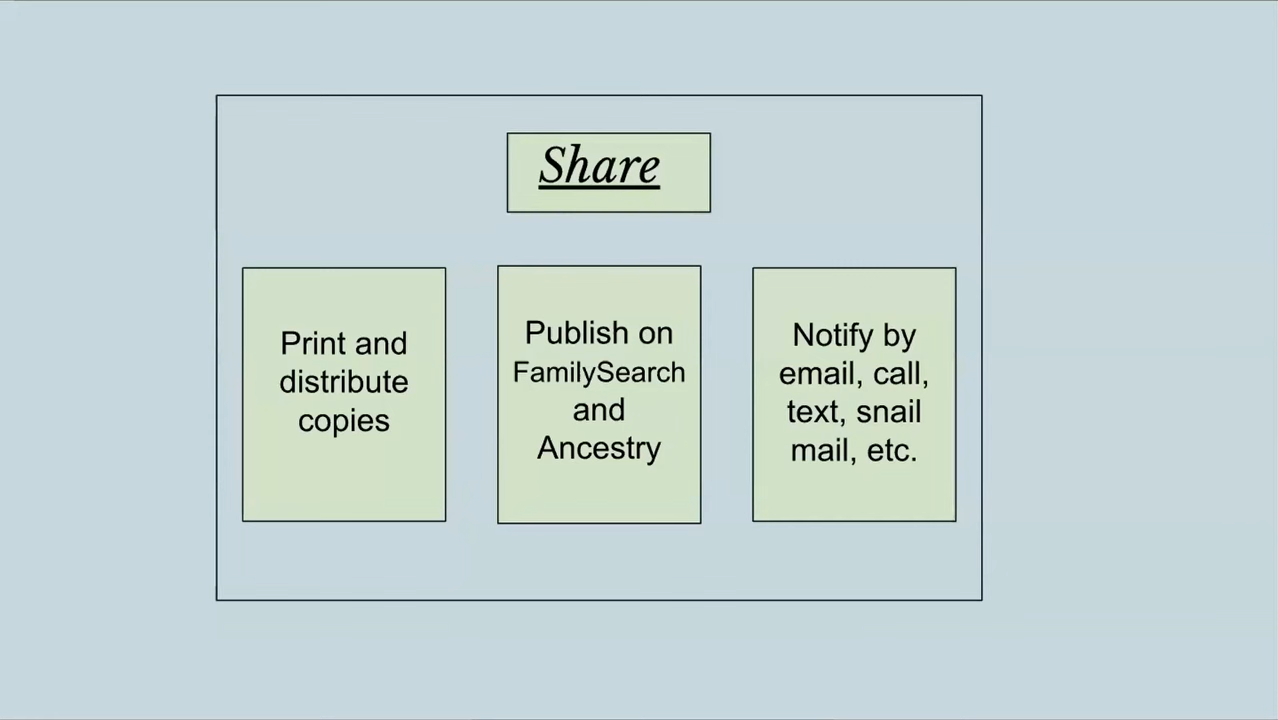 Share
Print and
distribute
copies
Publish on
FamilySearch
and
Ancestry
Notify by
email, call,
text, snail
mail, etc.